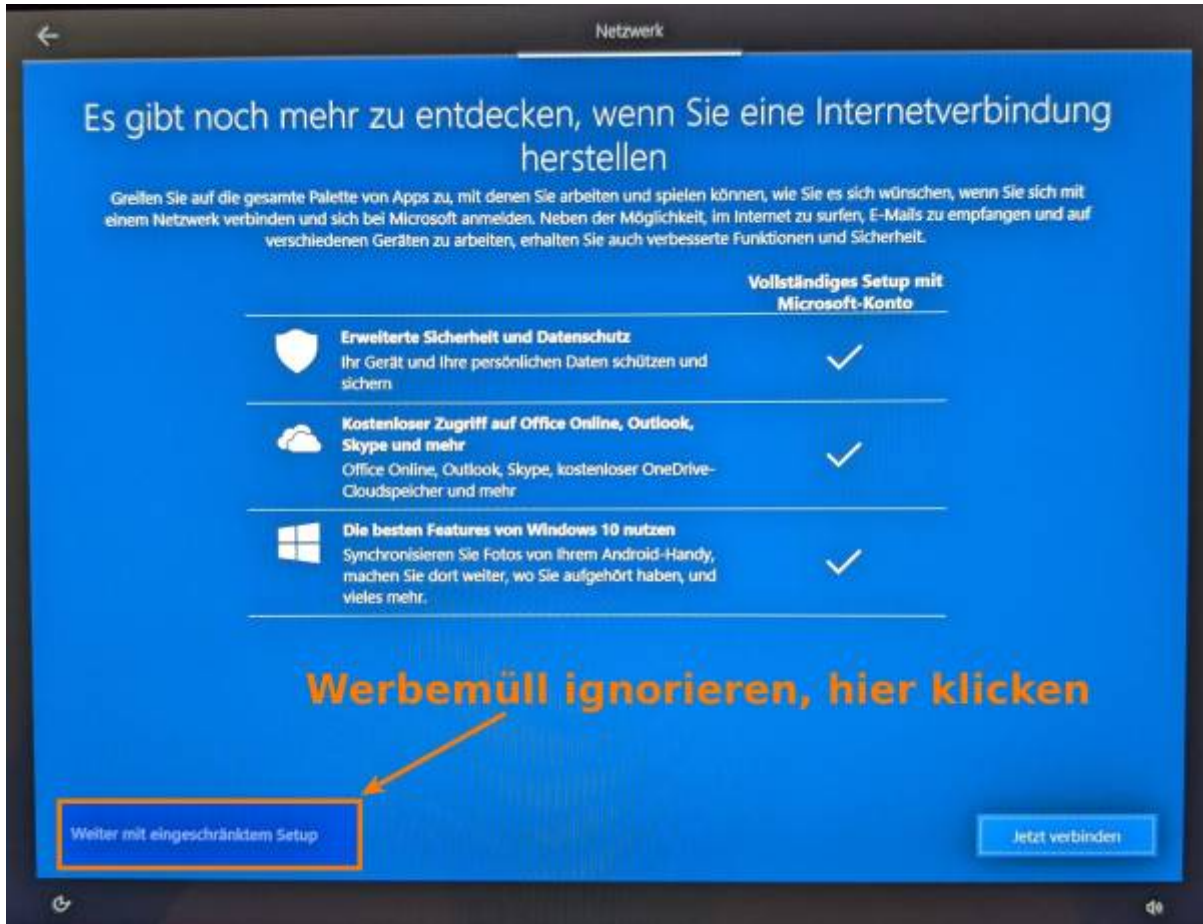 Netzwerk
Es gibt noch mehr zu entdecken, wenn Sie eine Internetverbindung
herstellen
Greifen Sie auf die gesamte Palette von Apps zu, mit denen Sie arbeiten und spielen können, wie Sie es sich wünschen, wenn Sie sich mit
einem Netzwerk verbinden und sich bei Microsoft anmelden. Neben der Möglichkeit, im Internet zu surfen, E-Mails zu empfangen und auf
verschiedenen Geräten zu arbeiten, erhalten Sie auch verbesserte Funktionen und Sicherheit.
Vollständiges Setup mit
Microsoft-Konto
Erweiterte Sicherheit und Datenschutz
Ihr Gerät und Ihre persönlichen Daten schützen und
sichern
Kostenloser Zugriff auf Office Online, Outlook,
Skype und mehr
Office Online, Outlook, Skype, kostenloser OneDrive-
Cloudspeicher und mehr
Die besten Features von Windows 10 nutzen
Synchronisieren Sie Fotos von Ihrem Android-Handy,
machen Sie dort weiter, wo Sie aufgehört haben, und
vieles mehr.
Werbemüll ignorieren, hier klicken
Weiter mit eingeschränktem Setup
Jetzt verbinden